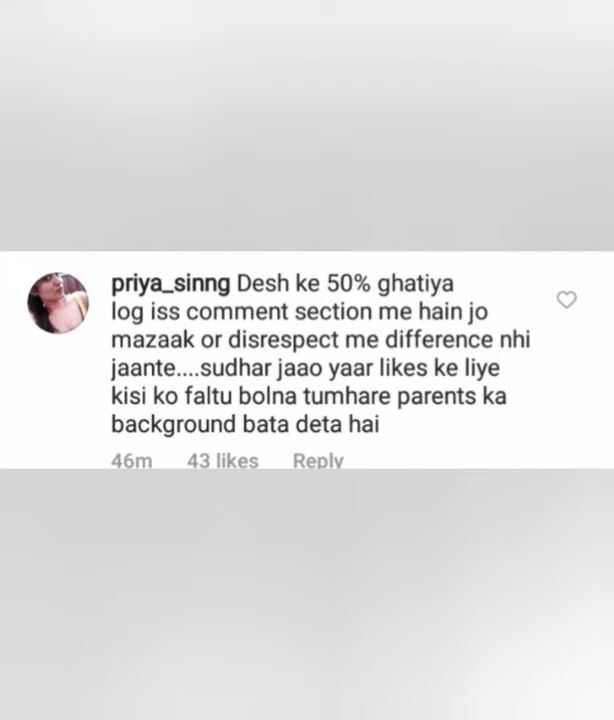 priya_sinng Desh ke 50% ghatiya
log iss comment section me hain jo
mazaak or disrespect me difference nhi
jaante....sudhar jaao yaar likes ke liye
kisi ko faltu bolna tumhare parents ka
background bata deta hai
46m 43 likes Reply